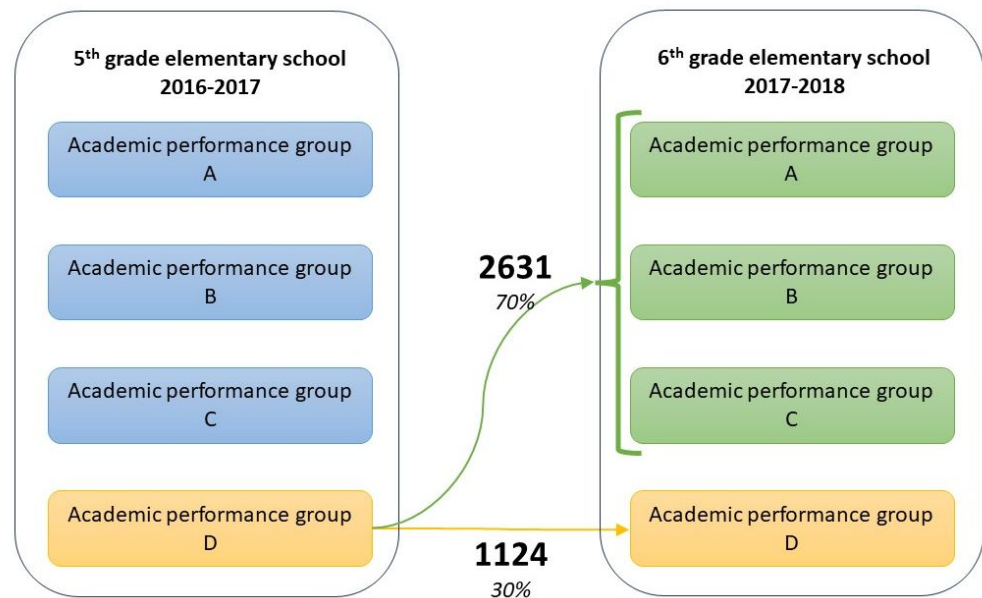 5th grade elementary school
2016-2017
Academic performance group
A
Academic performance group
B
Academic performance group
C
Academic performance group
D
2631
70%
1124
30%
6th grade elementary school
2017-2018
Academic performance group
A
Academic performance group
B
Academic performance group
C
Academic performance group
D